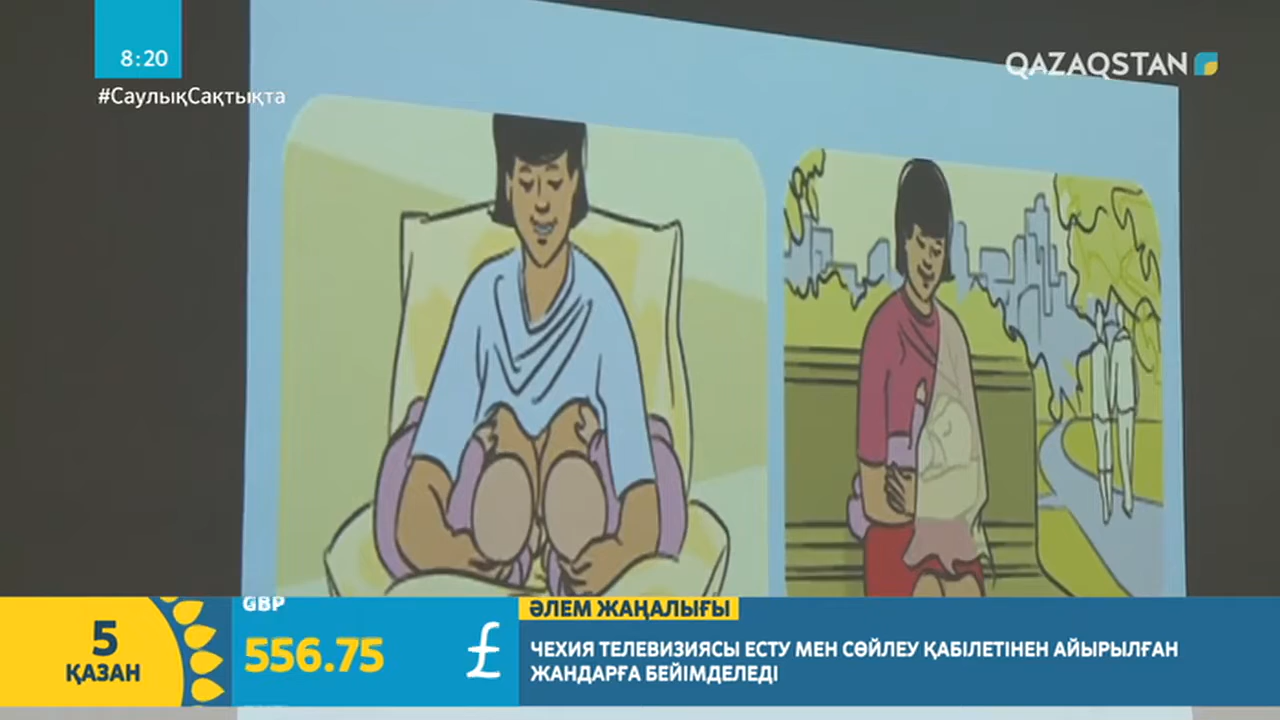 8:20
#СаулықСақтықта
QAZAQSTAN
5
ҚАЗАН
GBP
556.75
£
ӘЛЕМ ЖАҢАЛЫҒЫ
ЧЕХИЯ ТЕЛЕВИЗИЯСЫ ЕСТУ МЕН СӨЙЛЕУ ҚАБІЛЕТІНЕН АЙЫРЫЛҒАН
ЖАНДАРҒА БЕЙІМДЕЛЕДІ